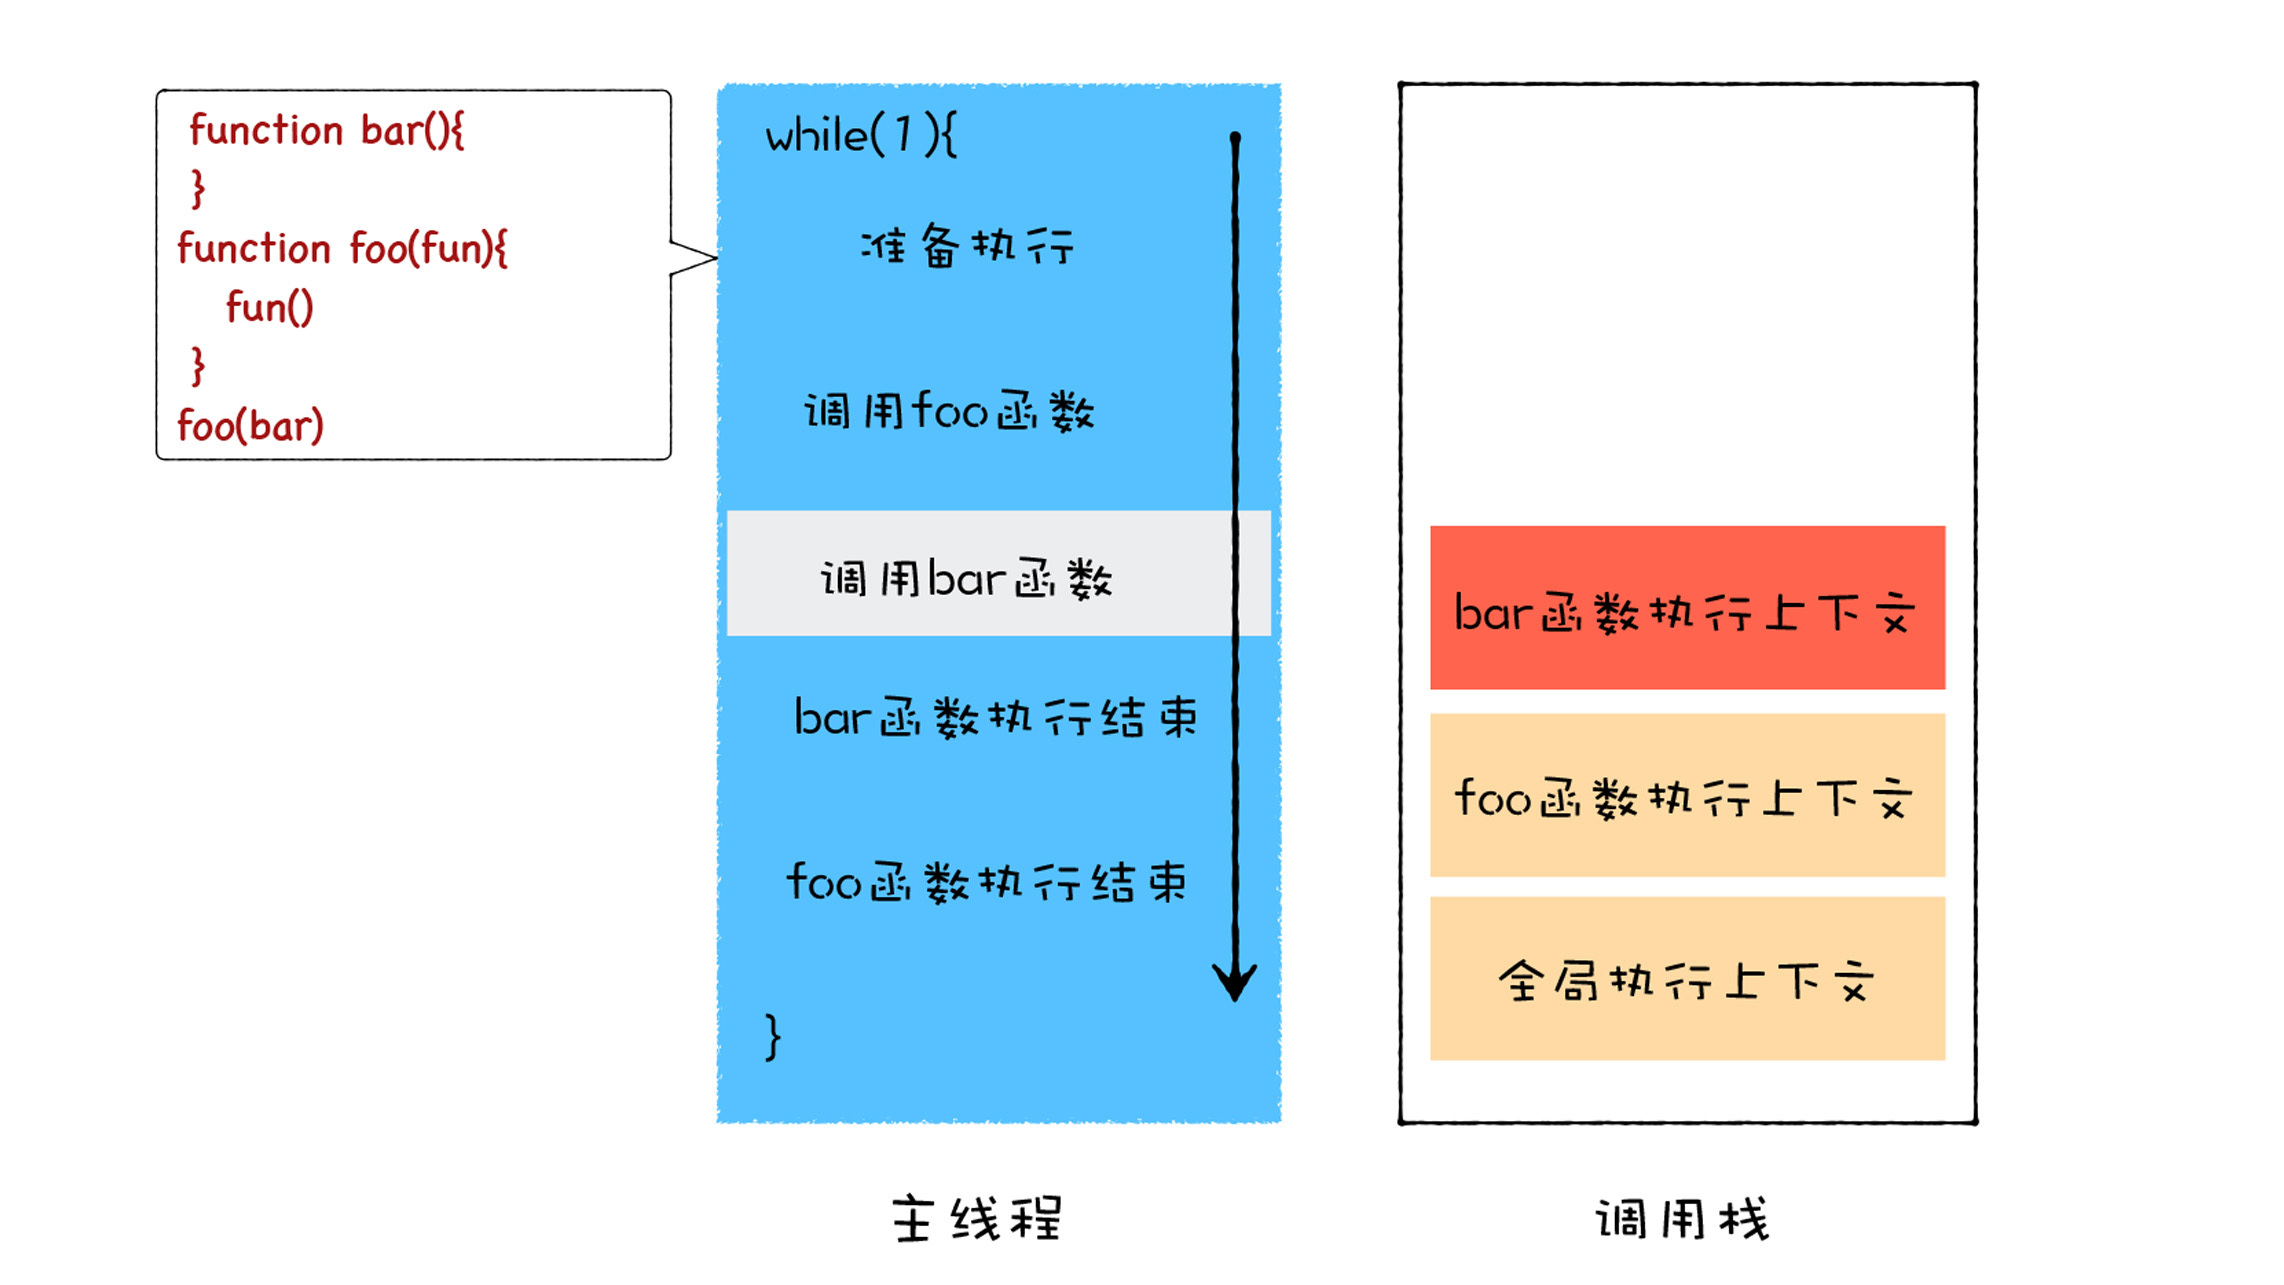 function bar(){
}
function foo(fun){
fun()
}
foo(bar)
while(1){
准备执行
调用foo函数
调用bar函数
bar函数执行结束
foo函数执行结束
}
主线程
bar函数执行上下文
foo函数执行上下文
全局执行上下文
调用栈